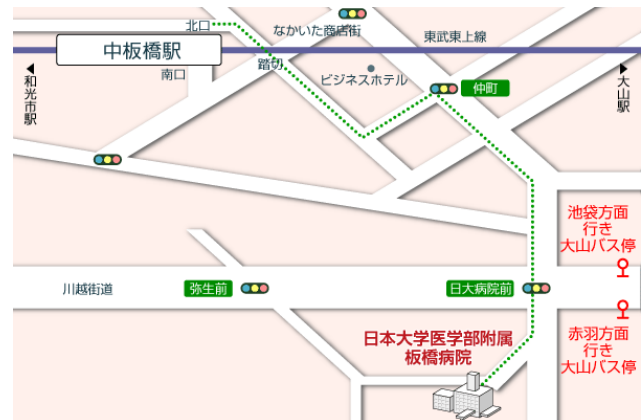 北口
なかいた商店街
東武東上線
中板橋駅
踏切
南口
ビジネスホテル
和光市駅
大山駅
仲町
池袋方面
行き
大山バス停
川越街道
弥生前
日大病院前
日本大学医学部附属
板橋病院
赤羽方面
行き
大山バス停